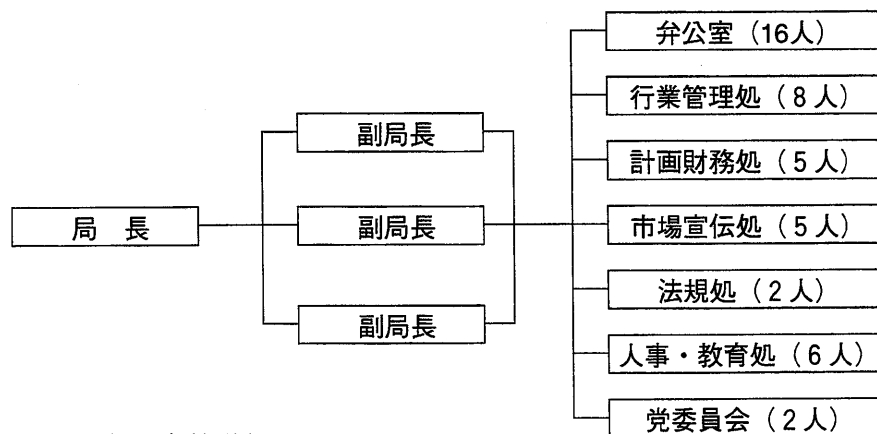 局　長
副局長
副局長
副局長
弁公室（16人）
行業管理処（８人）
計画財務処（５人）
市場宣伝処（５人）
法規処（２人）
人事・教育処（６人）
党委員会（２人）